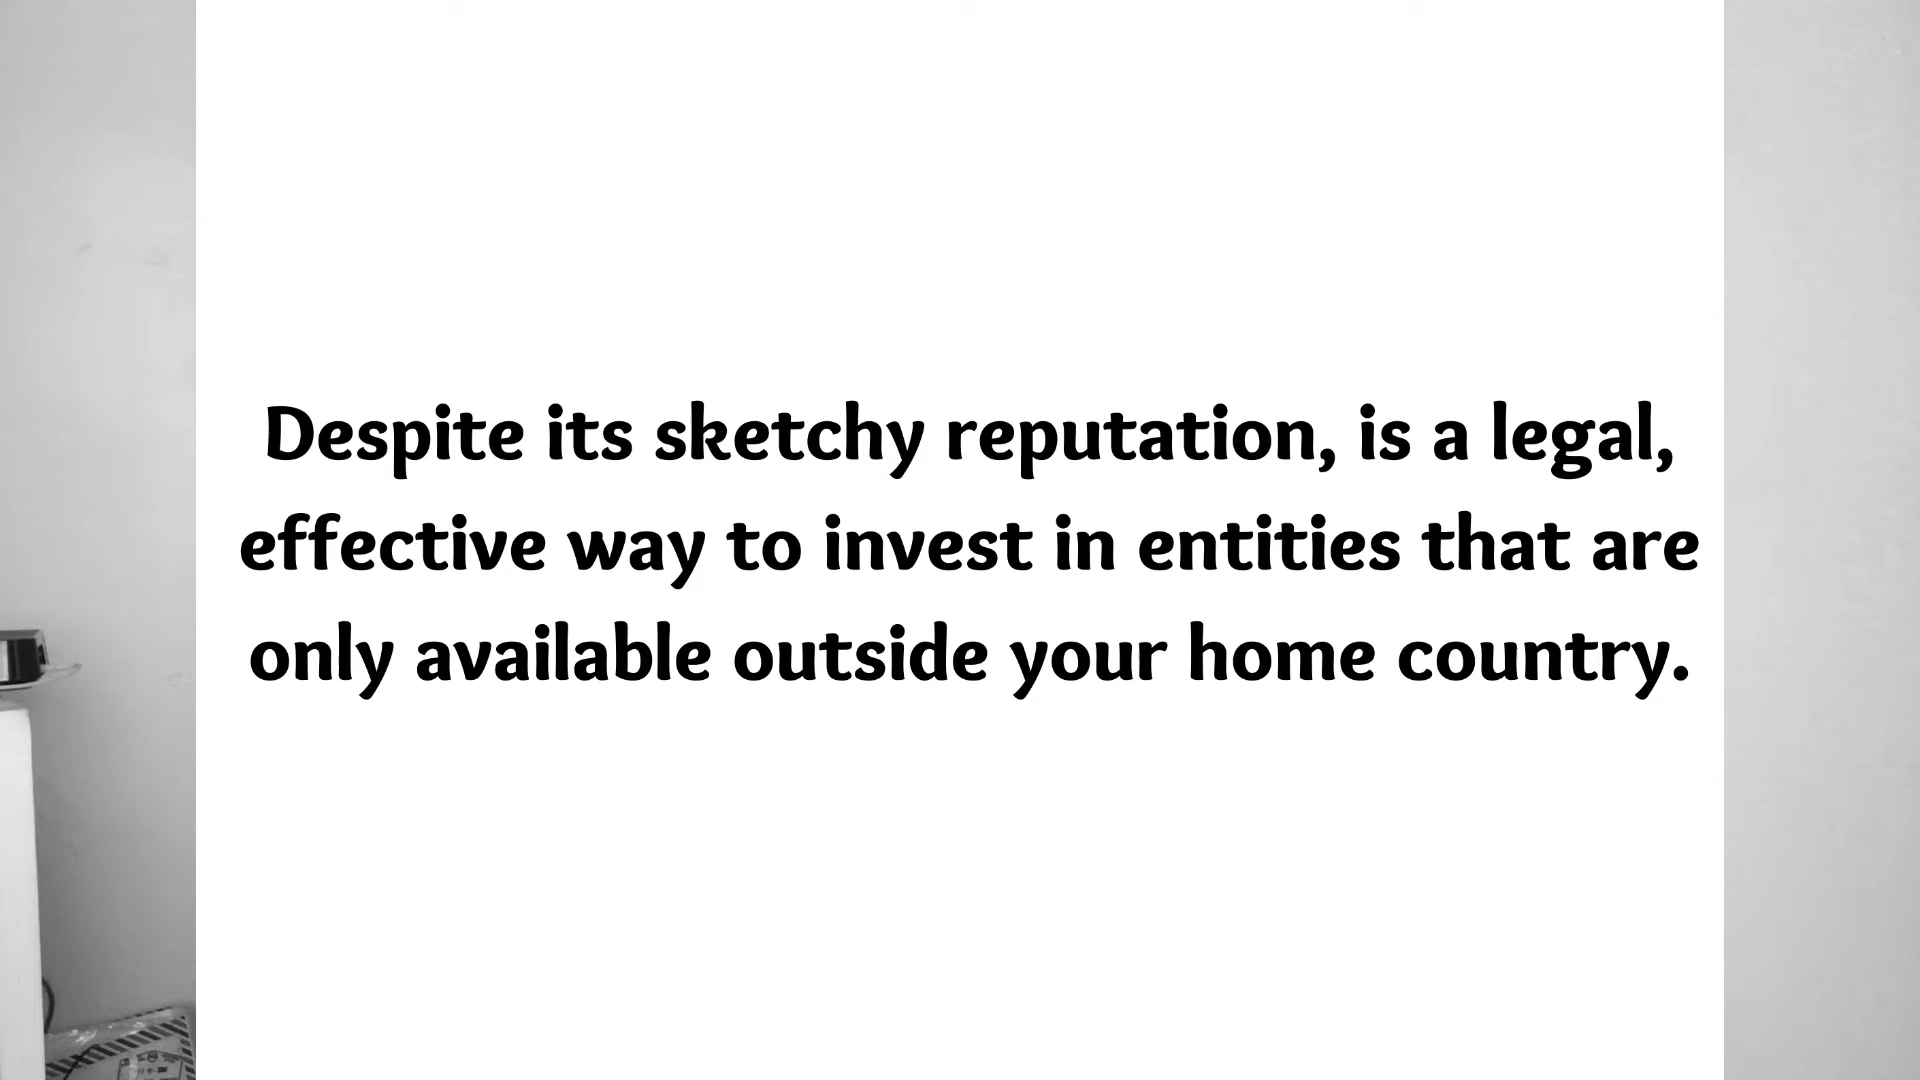 Despite its sketchy reputation, is a legal,
effective way to invest in entities that are
only available outside your home country.